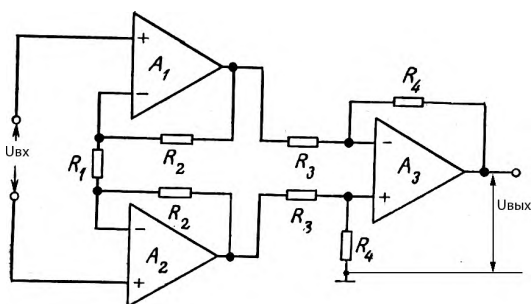 +
A₁
−
R₄
Uвх
R₂
R₃
−
R₁
A₃
R₂
R₃
+
Uвых
−
A₂
R₄
+